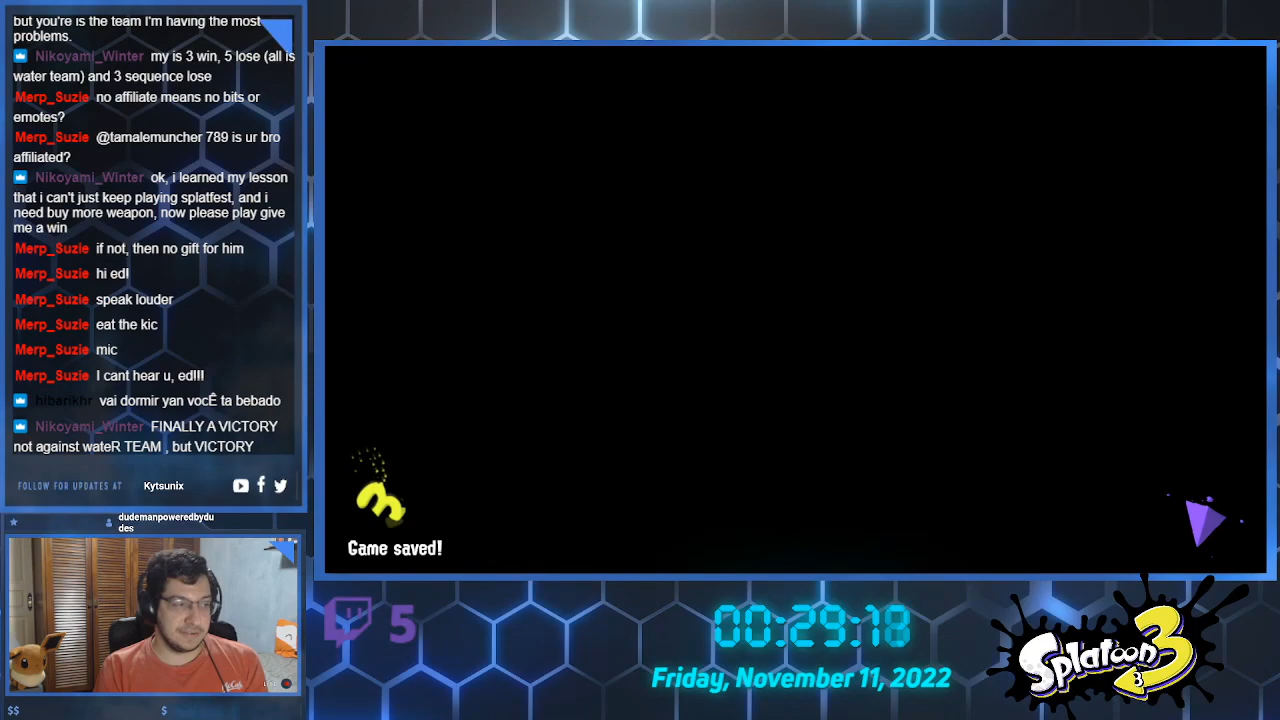 but you're is the team I'm having the most
problems.
Nikoyami_Winter my is 3 win, 5 lose (all is
water team) and 3 sequence lose
Merp_Suzie no affiliate means no bits or
emotes?
Merp_Suzie @tamalemuncher 789 is ur bro
affiliated?
Nikoyami_Winter ok, i learned my lesson
that i can't just keep playing splatfest, and i
need buy more weapon, now please play give
me a win
Merp_Suzie if not, then no gift for him
Merp_Suzie hi ed!
Merp_Suzie speak louder
Merp_Suzie eat the kic
Merp_Suzie mic
Merp_Suzie I cant hear u, ed!!!
hibarikhr vai dormir yan vocÊ ta bebado
Nikoyami_Winter FINALLY A VICTORY
not against wateR TEAM , but VICTORY
FOLLOW FOR UPDATES AT Kytsunix
dudemanpoweredbydu
des
$$ $
3
Game saved!
5
00:29:18
Friday, November 11, 2022
Splatoon 3